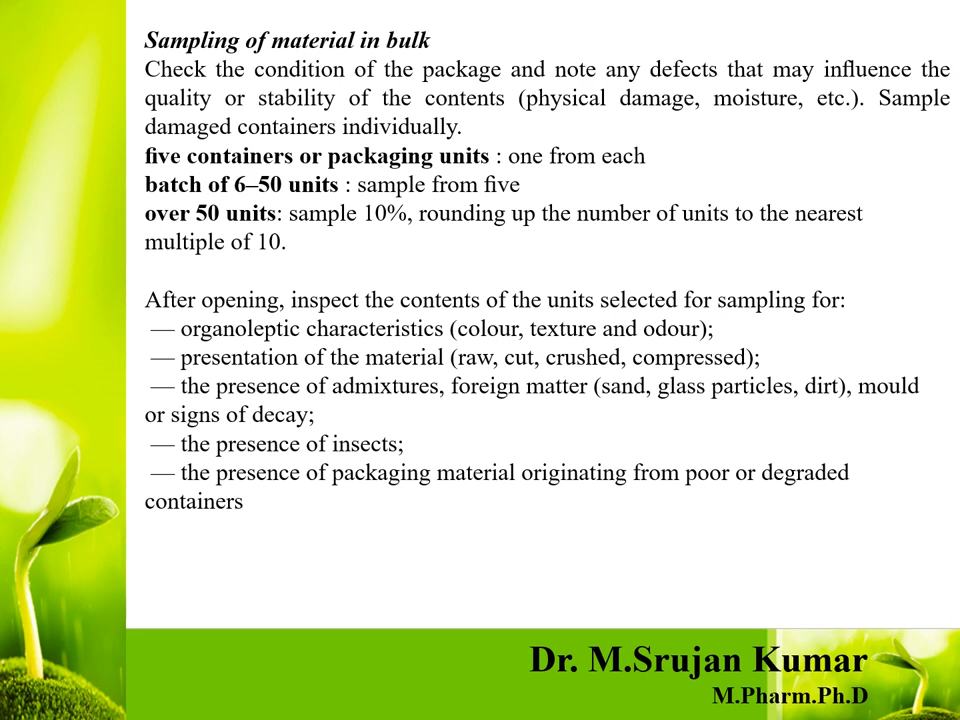 Sampling of material in bulk
Check the condition of the package and note any defects that may influence the
quality or stability of the contents (physical damage, moisture, etc.). Sample
damaged containers individually.
five containers or packaging units : one from each
batch of 6–50 units : sample from five
over 50 units: sample 10%, rounding up the number of units to the nearest
multiple of 10.
After opening, inspect the contents of the units selected for sampling for:
— organoleptic characteristics (colour, texture and odour);
— presentation of the material (raw, cut, crushed, compressed);
— the presence of admixtures, foreign matter (sand, glass particles, dirt), mould
or signs of decay;
— the presence of insects;
— the presence of packaging material originating from poor or degraded
containers
Dr. M.Srujan Kumar
M.Pharm.Ph.D